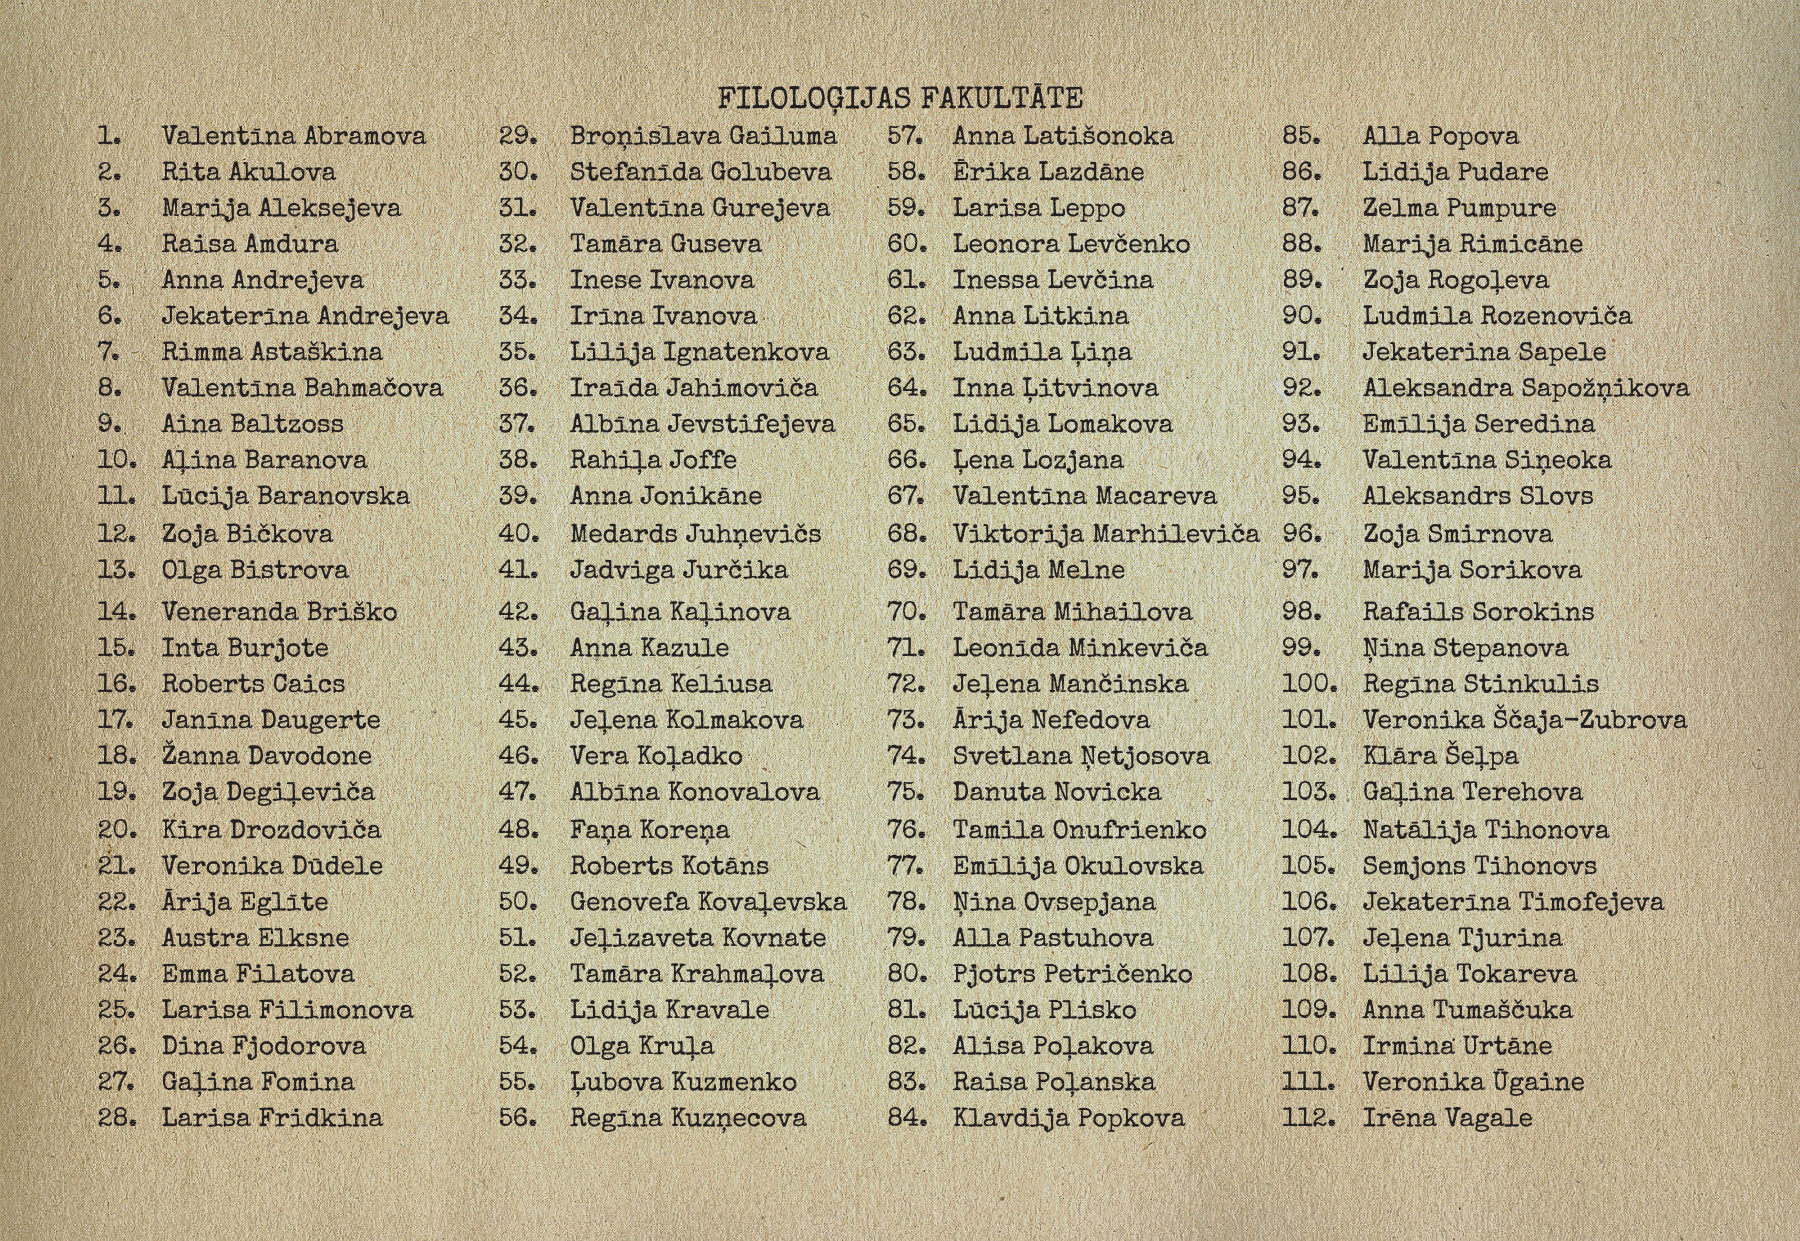 FILOLOĢIJAS FAKULTĀTE
1. Valentīna Abramova
2. Rita Akulova
3. Marija Aleksejeva
4. Raisa Amdura
5. Anna Andrejeva
6. Jekaterīna Andrejeva
7. Rimma Astaškina
8. Valentīna Bahmačova
9. Aina Baltzoss
10. Aļina Baranova
11. Lūcija Baranovska
12. Zoja Bičkova
13. Olga Bistrova
14. Veneranda Briško
15. Inta Burjote
16. Roberts Caics
17. Janīna Daugerte
18. Žanna Davodone
19. Zoja Degiļeviča
20. Kira Drozdoviča
21. Veronika Dūdele
22. Ārija Eglīte
23. Austra Elksne
24. Emma Filatova
25. Larisa Filimonova
26. Dina Fjodorova
27. Gaļina Fomina
28. Larisa Fridkina
29. Broņislava Gailuma
30. Stefanīda Golubeva
31. Valentīna Gurejeva
32. Tamāra Guseva
33. Inese Ivanova
34. Irīna Ivanova
35. Lilija Ignatenkova
36. Iraīda Jahimoviča
37. Albīna Jevstifejeva
38. Rahiļa Joffe
39. Anna Jonikāne
40. Medards Juhņevičs
41. Jadviga Jurčika
42. Gaļina Kaļinova
43. Anna Kazule
44. Regīna Keliusa
45. Jeļena Kolmakova
46. Vera Koļadko
47. Albīna Konovalova
48. Faņa Koreņa
49. Roberts Kotāns
50. Genovefa Kovaļevska
51. Jeļizaveta Kovnate
52. Tamāra Krahmaļova
53. Lidija Kravale
54. Olga Kruļa
55. Ļubova Kuzmenko
56. Regīna Kuzņecova
57. Anna Latišonoka
58. Ērika Lazdāne
59. Larisa Leppo
60. Leonora Levčenko
61. Inessa Levčina
62. Anna Litkina
63. Ludmila Ļiņa
64. Inna Ļitvinova
65. Lidija Lomakova
66. Ļena Lozjana
67. Valentīna Macareva
68. Viktorija Marhileviča
69. Lidija Melne
70. Tamāra Mihailova
71. Leonīda Minkeviča
72. Jeļena Mančinska
73. Ārija Nefedova
74. Svetlana Ņetjosova
75. Danuta Novicka
76. Tamila Onufrienko
77. Emīlija Okulovska
78. Ņina Ovsepjana
79. Alla Pastuhova
80. Pjotrs Petričenko
81. Lūcija Plisko
82. Alisa Poļakova
83. Raisa Poļanska
84. Klavdija Popkova
85. Alla Popova
86. Lidija Pudare
87. Zelma Pumpure
88. Marija Rimicāne
89. Zoja Rogoļeva
90. Ludmila Rozenoviča
91. Jekaterina Sapele
92. Aleksandra Sapožņikova
93. Emīlija Seredina
94. Valentīna Siņeoka
95. Aleksandrs Slovs
96. Zoja Smirnova
97. Marija Sorikova
98. Rafails Sorokins
99. Ņina Stepanova
100. Regīna Stinkulis
101. Veronika Ščaja-Zubrova
102. Klāra Šeļpa
103. Gaļina Terehova
104. Natālija Tihonova
105. Semjons Tihonovs
106. Jekaterīna Timofejeva
107. Jeļena Tjurina
108. Lilija Tokareva
109. Anna Tumaščuka
110. Irmina Urtāne
111. Veronika Ūgaine
112. Irēna Vagale